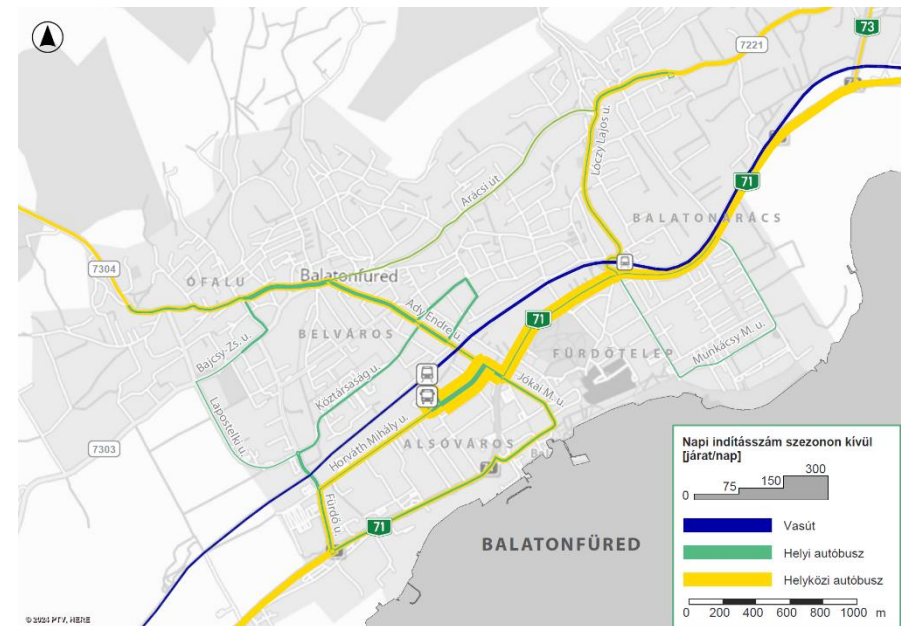 73
7221
71
Lóczy Lajos u.
Arácsi út
BALATONARÁCS
7304
ÓFALU
Balatonfüred
Ady Endre u.
BELVÁROS
71
FÜRDŐTELEP
Munkácsy M. u.
Bajcsy-Zs. u.
Köztársaság u.
Jókai M. u.
Lapostelki u.
Horváth Mihály u.
ALSÓVÁROS
7303
Fürdő u.
71
BALATONFÜRED
Napi indításszám szezonon kívül
[járat/nap]
0 75 150 300
Vasút
Helyi autóbusz
Helyközi autóbusz
0 200 400 600 800 1000 m
© 2024 PTV, HERE